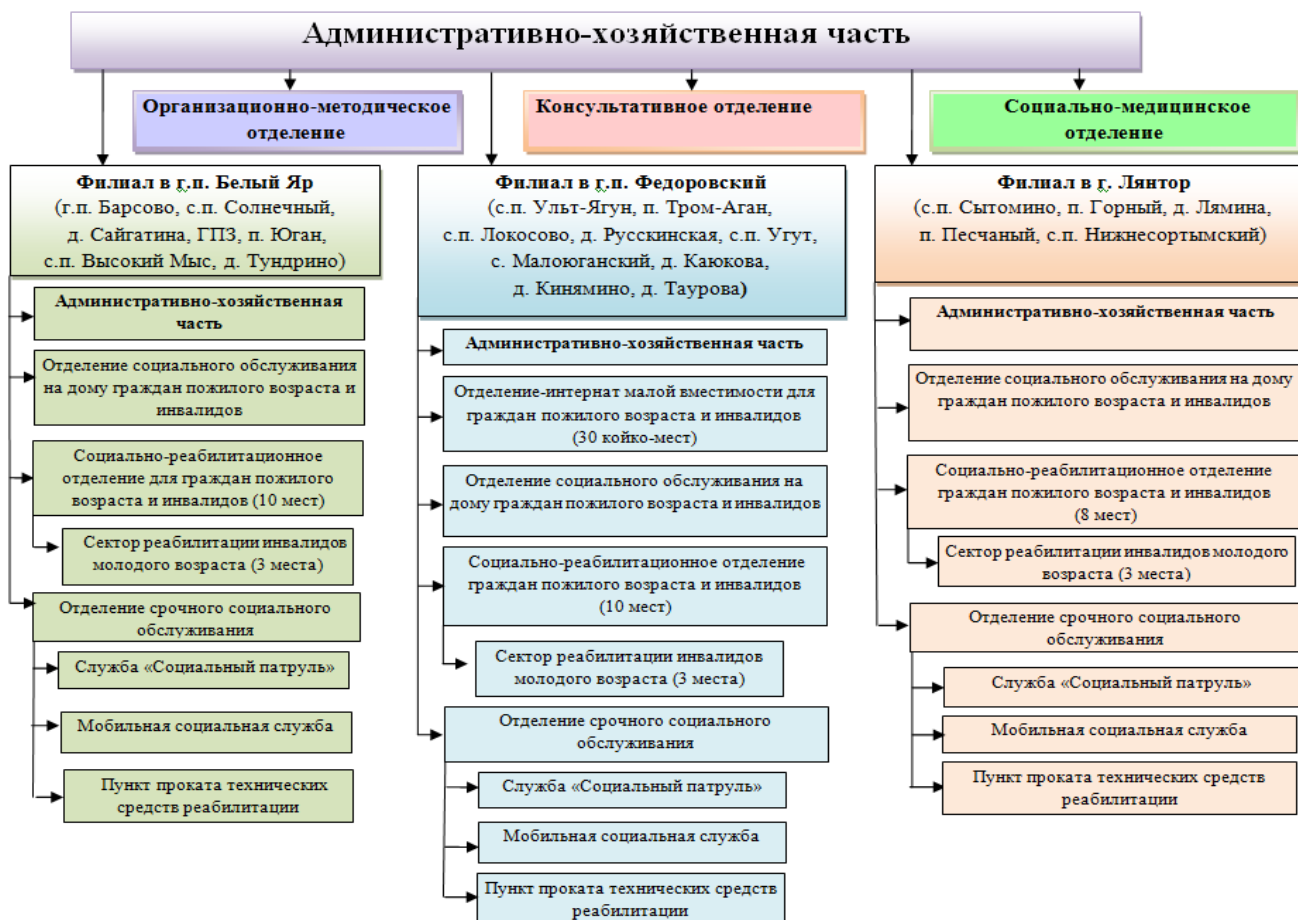 Административно-хозяйственная часть
Организационно-методическое
отделение
Консультативное отделение
Социально-медицинское
отделение
Филиал в г.п. Белый Яр
(г.п. Барсово, с.п. Солнечный,
д. Сайгатина, ГПЗ, п. Юган,
с.п. Высокий Мыс, д. Тундрино)
Административно-хозяйственная
часть
Отделение социального обслуживания
на дому граждан пожилого возраста и
инвалидов
Социально-реабилитационное
отделение для граждан пожилого
возраста и инвалидов (10 мест)
Сектор реабилитации инвалидов
молодого возраста (3 места)
Отделение срочного социального
обслуживания
Служба «Социальный патруль»
Мобильная социальная служба
Пункт проката технических
средств реабилитации
Филиал в г.п. Федоровский
(с.п. Ульт-Ягун, п. Тром-Аган,
с.п. Локосово, д. Русскинская, с.п. Угут,
с. Малоюганский, д. Каюкова,
д. Кинямино, д. Таурова)
Административно-хозяйственная часть
Отделение-интернат малой вместимости для
граждан пожилого возраста и инвалидов
(30 койко-мест)
Отделение социального обслуживания на
дому граждан пожилого возраста и инвалидов
Социально-реабилитационное отделение
граждан пожилого возраста и инвалидов
(10 мест)
Сектор реабилитации инвалидов
молодого возраста (3 места)
Отделение срочного социального
обслуживания
Служба «Социальный патруль»
Мобильная социальная служба
Пункт проката технических средств
реабилитации
Филиал в г. Лянтор
(с.п. Сытомино, п. Горный, д. Лямина,
п. Песчаный, с.п. Нижнесортымский)
Административно-хозяйственная часть
Отделение социального обслуживания на дому
граждан пожилого возраста и инвалидов
Социально-реабилитационное отделение
граждан пожилого возраста и инвалидов
(8 мест)
Сектор реабилитации инвалидов молодого
возраста (3 места)
Отделение срочного социального
обслуживания
Служба «Социальный патруль»
Мобильная социальная служба
Пункт проката технических средств
реабилитации